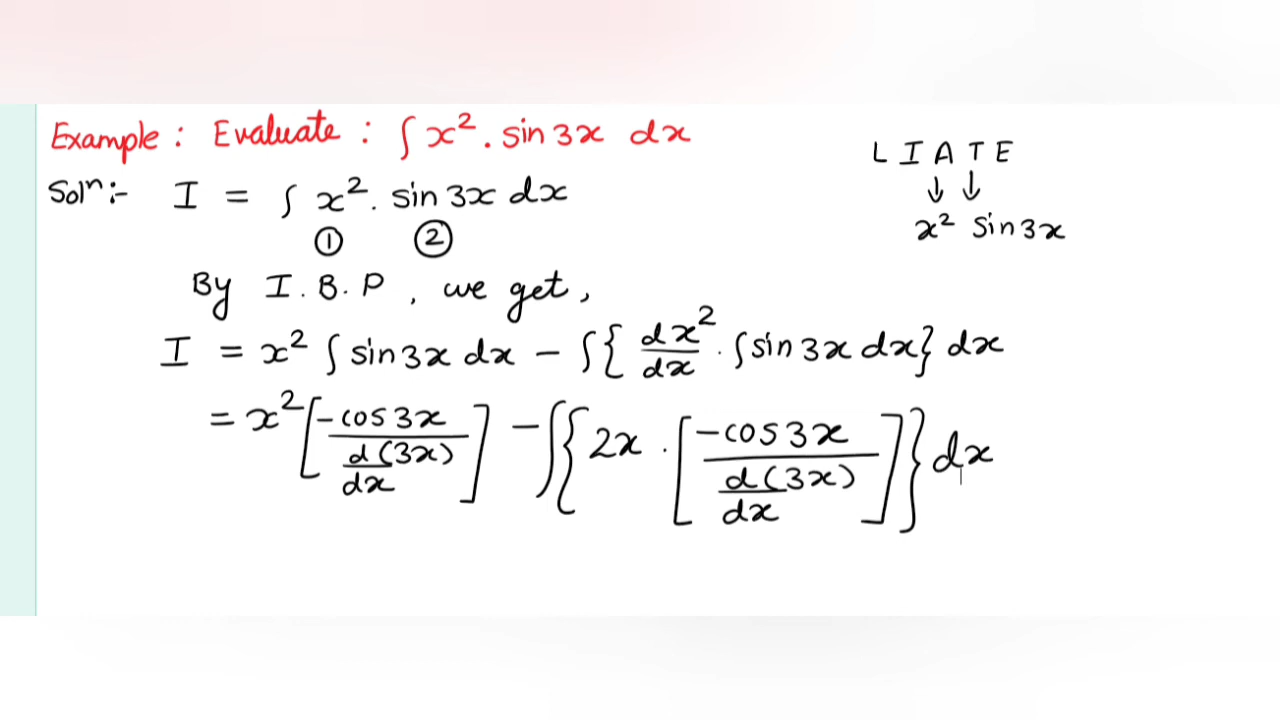 Example : Evaluate : ∫ x² . sin 3x dx
L I A T E
↓ ↓
x² sin 3x
Solⁿ:- I = ∫ x² . sin 3x dx
① ②
By I.B.P , we get ,
I = x² ∫ sin 3x dx − ∫ { dx²/dx . ∫ sin 3x dx } dx
= x² [ -cos 3x / d/dx (3x) ] − ∫ { 2x . [ -cos 3x / d/dx (3x) ] } dx